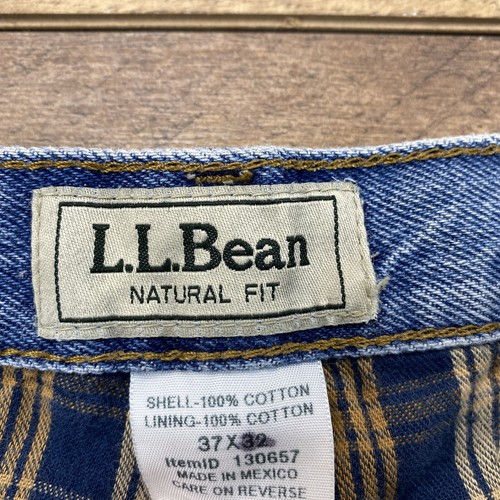 L.L.Bean
NATURAL FIT
SHELL-100% COTTON
LINING-100% COTTON
37X32
ItemID 130657
MADE IN MEXICO
CARE ON REVERSE